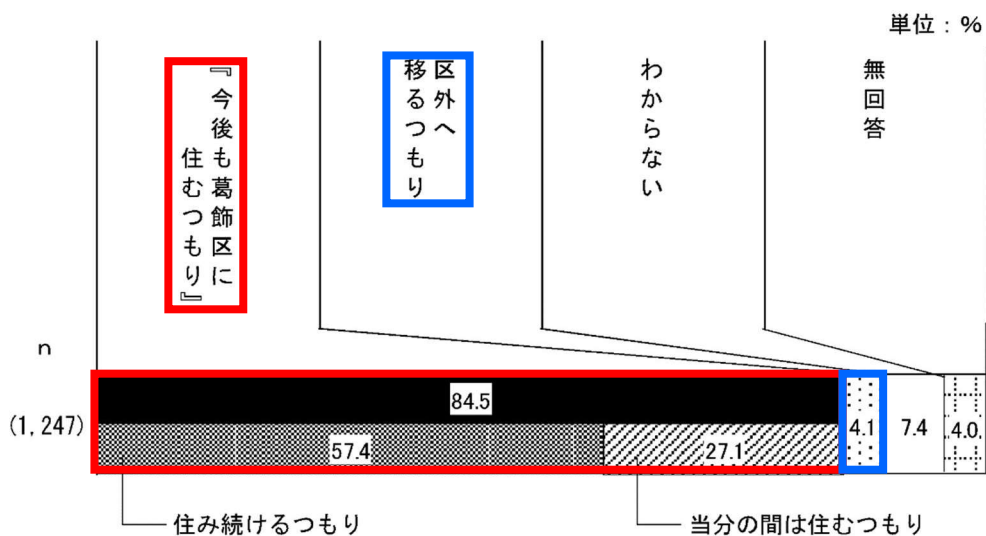 単位：％
『今後も葛飾区に
住むつもり』
区外へ
移るつもり
わからない
無回答
n
(1,247)
84.5
57.4
27.1
4.1
7.4
4.0
住み続けるつもり
当分の間は住むつもり